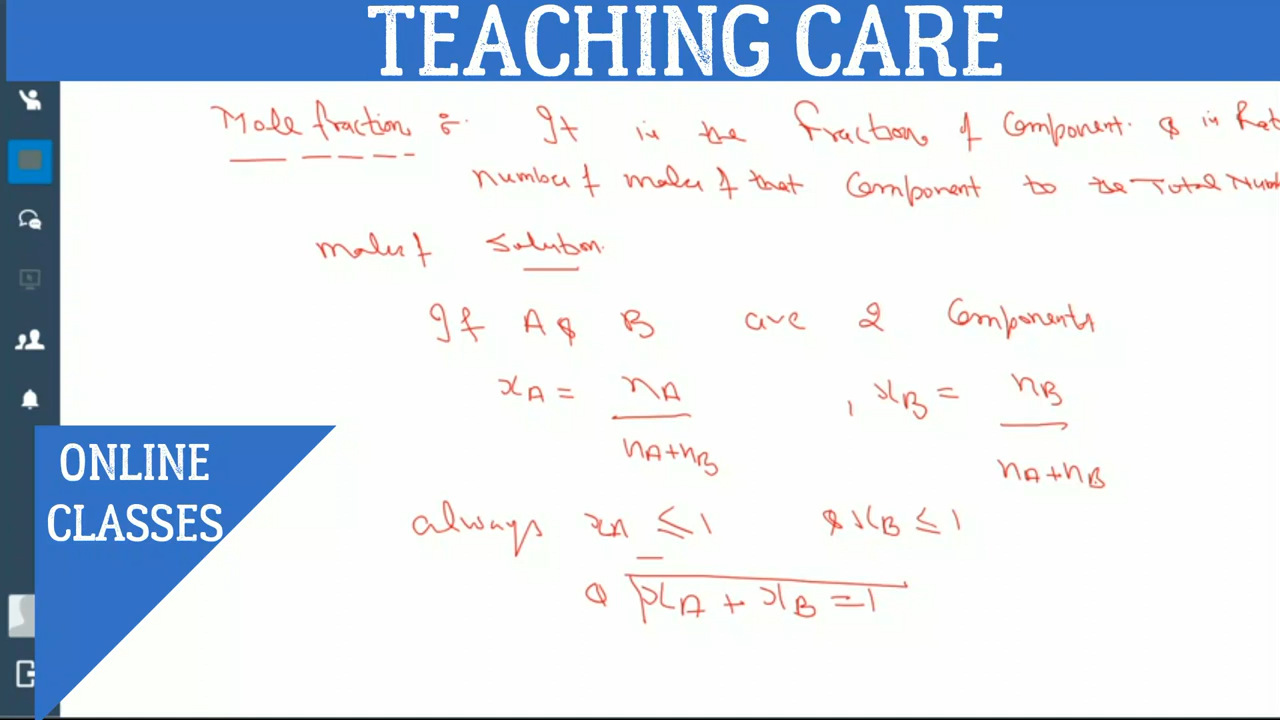 TEACHING CARE
Mole fraction :- It is the fraction of component & is Rat
number of moles of that component to the Total Num
moles of solution.
If A & B are 2 components
xA = nA / nA+nB , xB = nB / nA+nB
always xA ≤ 1 & xB ≤ 1
& xA + xB = 1
ONLINE
CLASSES